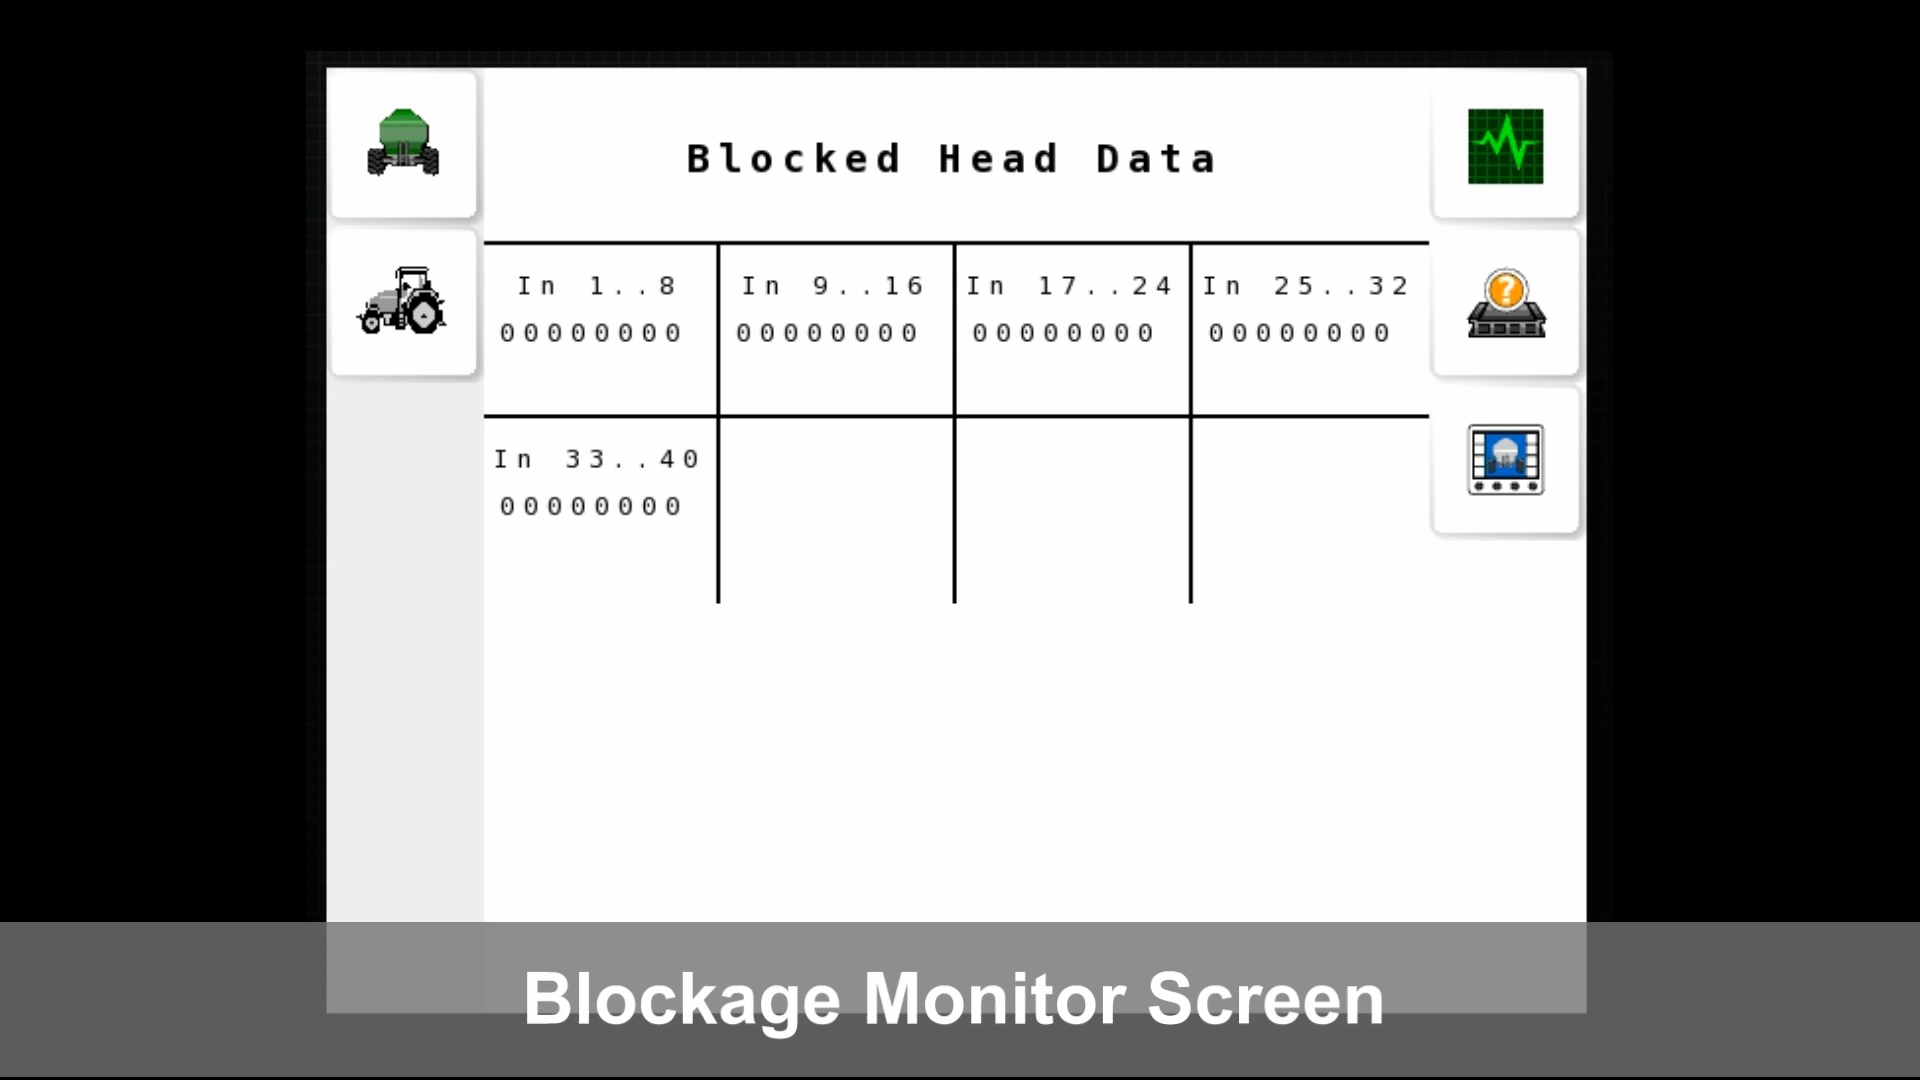 Blocked Head Data
In 1..8 In 9..16 In 17..24 In 25..32
00000000 00000000 00000000 00000000
In 33..40
00000000
?
Blockage Monitor Screen